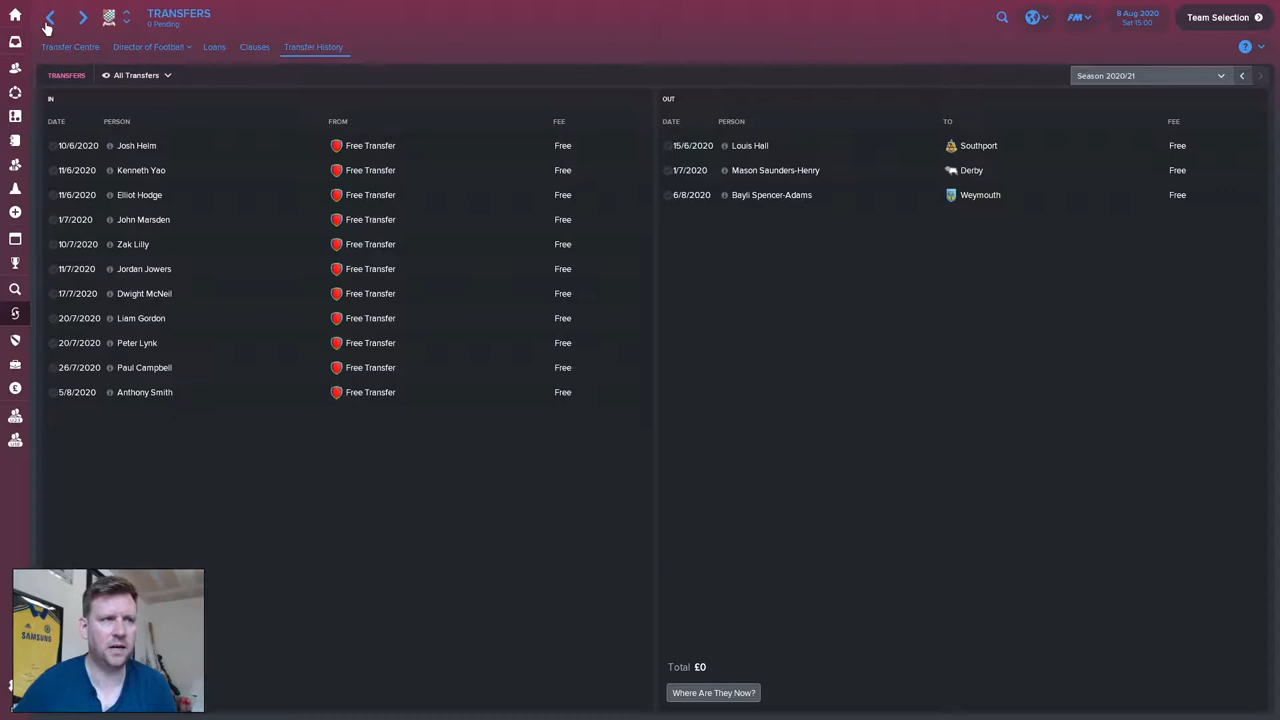 TRANSFERS
0 Pending
FM
8 Aug 2020
Sat 15:00
Team Selection
Transfer Centre
Director of Football
Loans
Clauses
Transfer History
?
TRANSFERS
All Transfers
Season 2020/21
IN
DATE PERSON FROM FEE
10/6/2020 Josh Helm Free Transfer Free
11/6/2020 Kenneth Yao Free Transfer Free
11/6/2020 Elliot Hodge Free Transfer Free
1/7/2020 John Marsden Free Transfer Free
10/7/2020 Zak Lilly Free Transfer Free
11/7/2020 Jordan Jowers Free Transfer Free
17/7/2020 Dwight McNeil Free Transfer Free
20/7/2020 Liam Gordon Free Transfer Free
20/7/2020 Peter Lynk Free Transfer Free
26/7/2020 Paul Campbell Free Transfer Free
5/8/2020 Anthony Smith Free Transfer Free
OUT
DATE PERSON TO FEE
15/6/2020 Louis Hall Southport Free
1/7/2020 Mason Saunders-Henry Derby Free
6/8/2020 Bayli Spencer-Adams Weymouth Free
Total £0
Where Are They Now?
SAMSUNG